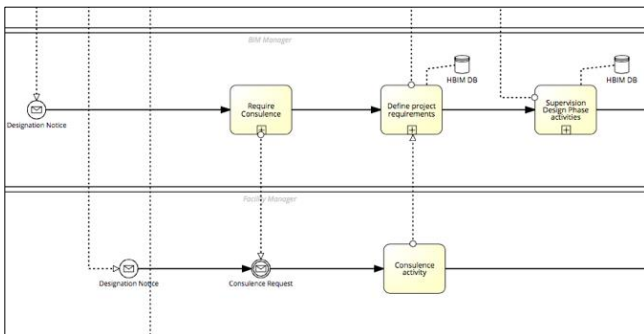 BIM Manager
HBIM DB
HBIM DB
Require
Consulence
Define project
requirements
Supervision
Design Phase
activities
Designation Notice
Facility Manager
Consulence
activity
Designation Notice
Consulence Request